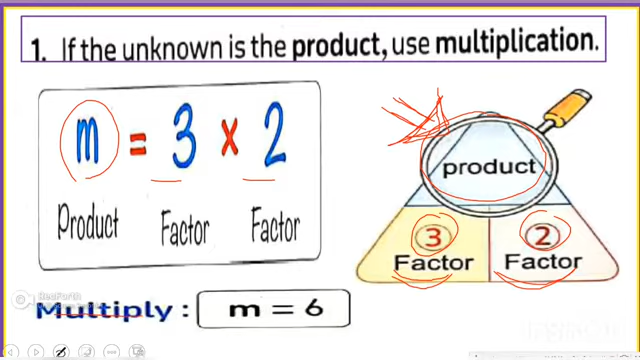 1. If the unknown is the product, use multiplication.
m = 3 x 2
Product Factor Factor
product
3 2
Factor Factor
Multiply : m = 6